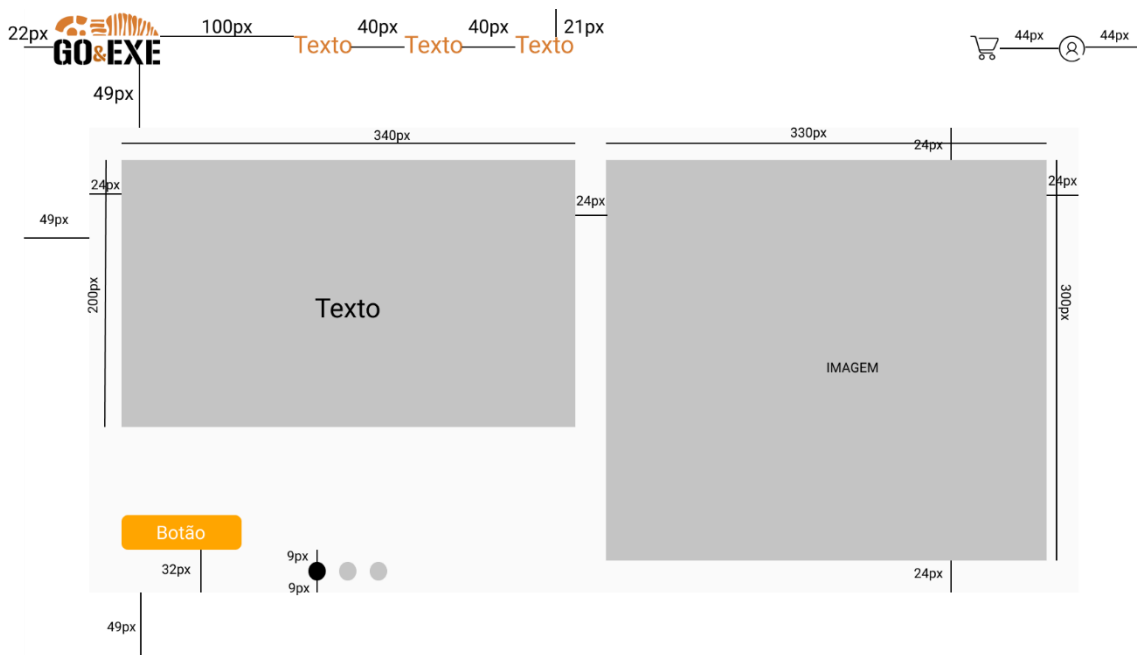 22px
GO&EXE
100px
Texto
40px
Texto
40px
Texto
21px
44px
44px
49px
340px
330px
24px
24px
24px
24px
49px
200px
Texto
300px
IMAGEM
Botão
32px
9px
9px
24px
49px